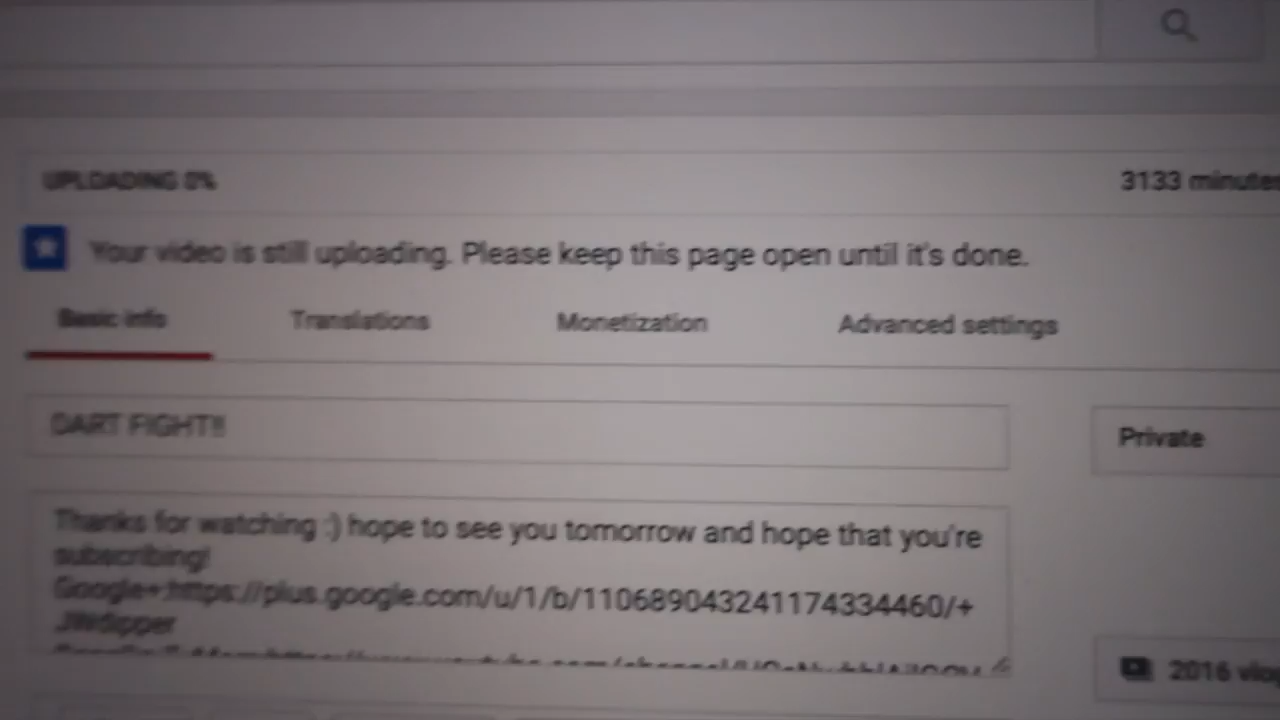 UPLOADING 0%
3133 minutes
Your video is still uploading. Please keep this page open until it's done.
Basic info Translations Monetization Advanced settings
DART FIGHT!!
Private
Thanks for watching :) hope to see you tomorrow and hope that you're
subscribing!
Google+:https://plus.google.com/u/1/b/110689043241174334460/+
2016 vlog